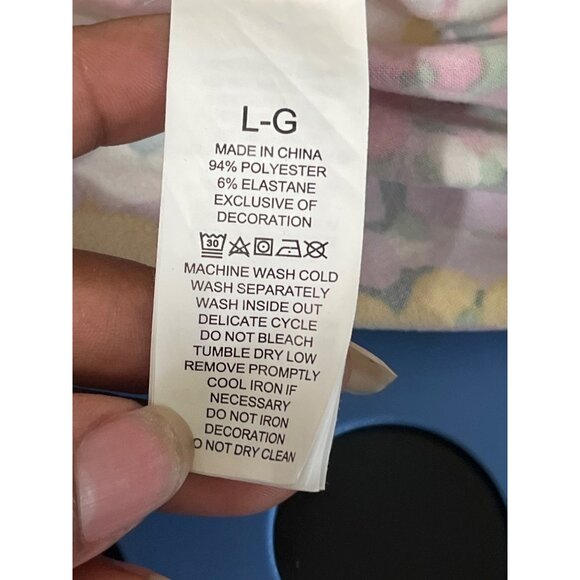 L-G
MADE IN CHINA
94% POLYESTER
6% ELASTANE
EXCLUSIVE OF
DECORATION
30
MACHINE WASH COLD
WASH SEPARATELY
WASH INSIDE OUT
DELICATE CYCLE
DO NOT BLEACH
TUMBLE DRY LOW
REMOVE PROMPTLY
COOL IRON IF
NECESSARY
DO NOT IRON
DECORATION
O NOT DRY CLEAN